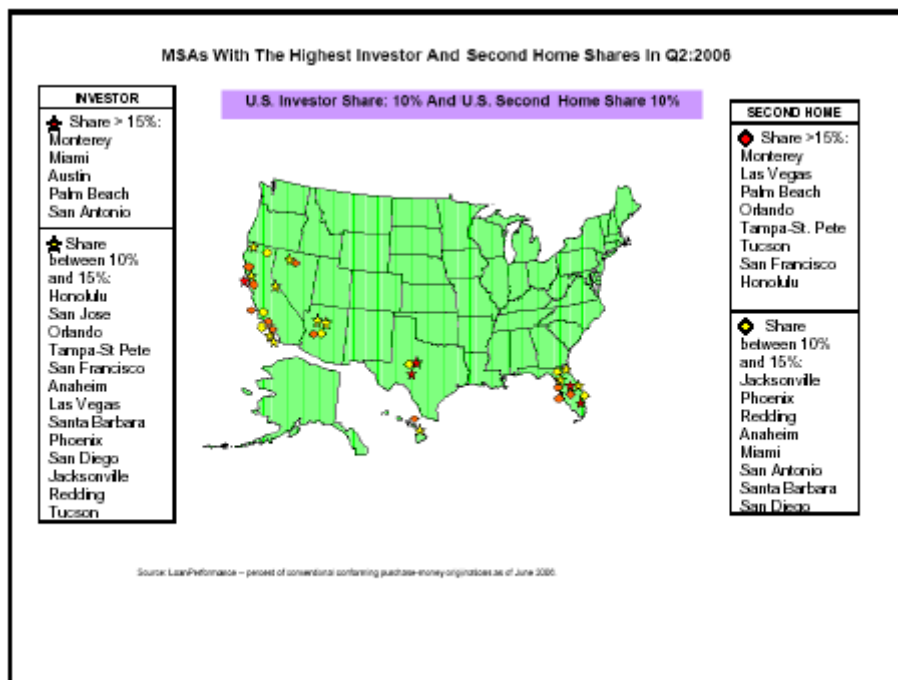 MSAs With The Highest Investor And Second Home Shares In Q2:2006
U.S. Investor Share: 10% And U.S. Second Home Share 10%
INVESTOR
Share > 15%:
Monterey
Miami
Austin
Palm Beach
San Antonio
Share
between 10%
and 15%:
Honolulu
San Jose
Orlando
Tampa-St Pete
San Francisco
Anaheim
Las Vegas
Santa Barbara
Phoenix
San Diego
Jacksonville
Redding
Tucson
SECOND HOME
Share >15%:
Monterey
Las Vegas
Palm Beach
Orlando
Tampa-St. Pete
Tucson
San Francisco
Honolulu
Share
between 10%
and 15%:
Jacksonville
Phoenix
Redding
Anaheim
Miami
San Antonio
Santa Barbara
San Diego
Source: LoanPerformance -- percent of conventional conforming purchase-money originations as of June 2006.